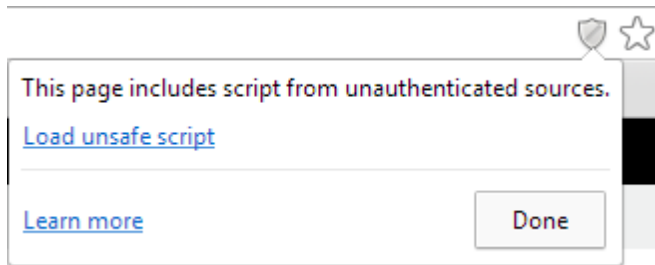 This page includes script from unauthenticated sources.
Load unsafe script
Learn more
Done